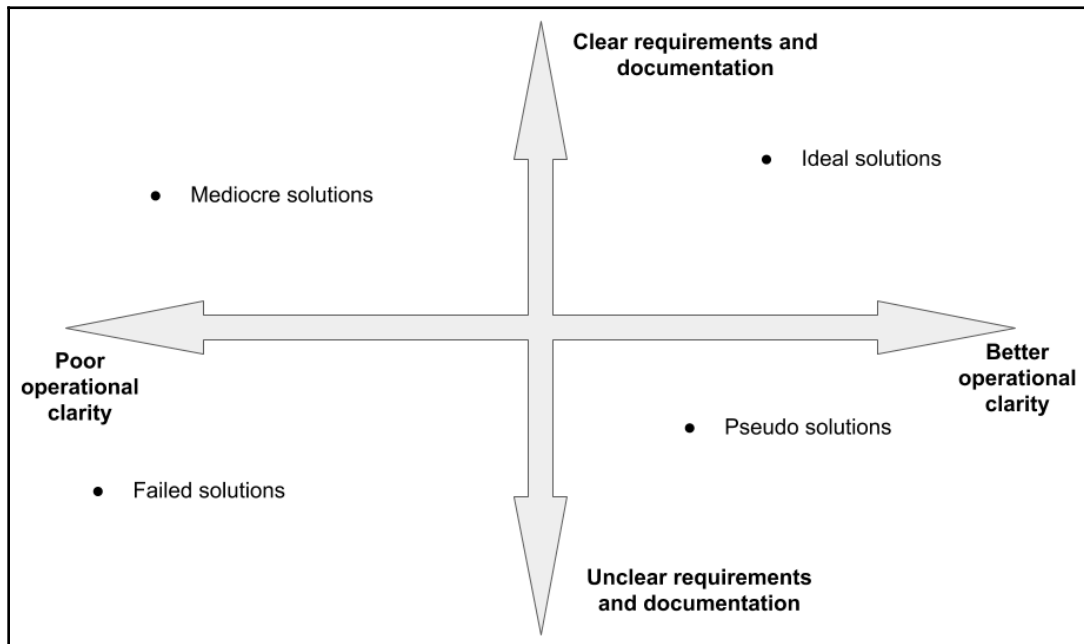 Clear requirements and
documentation
● Ideal solutions
● Mediocre solutions
Poor
operational
clarity
Better
operational
clarity
● Pseudo solutions
● Failed solutions
Unclear requirements
and documentation